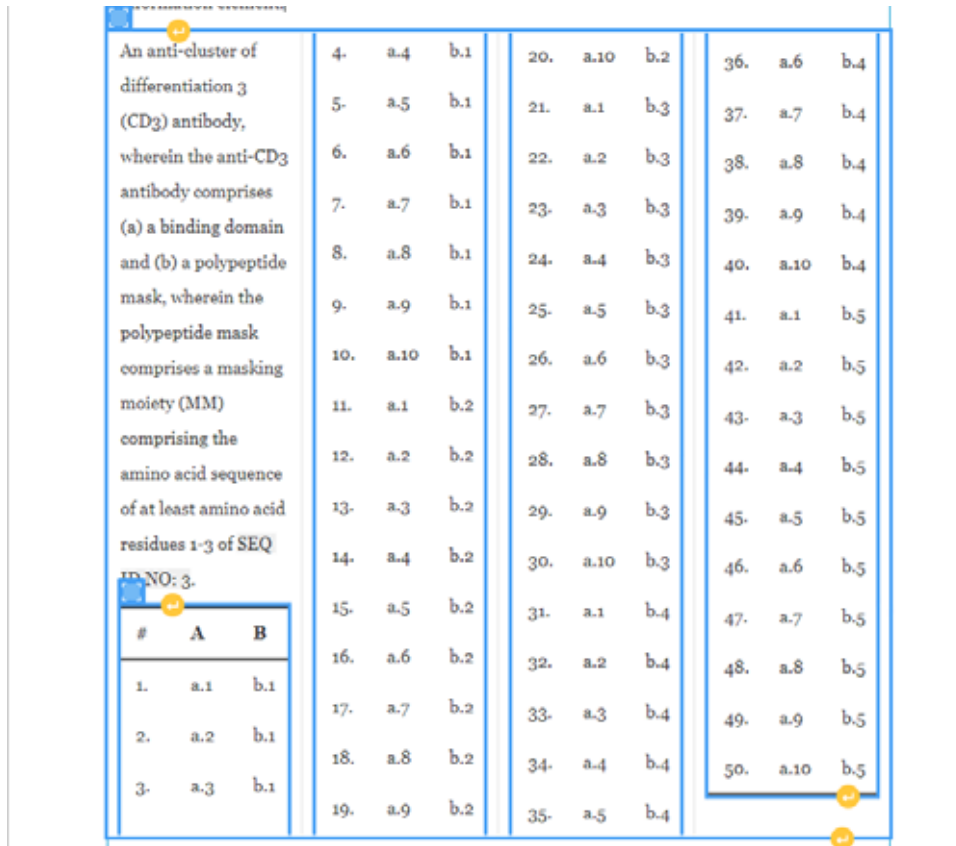 An anti-cluster of
differentiation 3
(CD3) antibody,
wherein the anti-CD3
antibody comprises
(a) a binding domain
and (b) a polypeptide
mask, wherein the
polypeptide mask
comprises a masking
moiety (MM)
comprising the
amino acid sequence
of at least amino acid
residues 1-3 of SEQ
ID NO: 3.
# A B
1. a.1 b.1
2. a.2 b.1
3. a.3 b.1
4. a.4 b.1
5. a.5 b.1
6. a.6 b.1
7. a.7 b.1
8. a.8 b.1
9. a.9 b.1
10. a.10 b.1
11. a.1 b.2
12. a.2 b.2
13. a.3 b.2
14. a.4 b.2
15. a.5 b.2
16. a.6 b.2
17. a.7 b.2
18. a.8 b.2
19. a.9 b.2
20. a.10 b.2
21. a.1 b.3
22. a.2 b.3
23. a.3 b.3
24. a.4 b.3
25. a.5 b.3
26. a.6 b.3
27. a.7 b.3
28. a.8 b.3
29. a.9 b.3
30. a.10 b.3
31. a.1 b.4
32. a.2 b.4
33. a.3 b.4
34. a.4 b.4
35. a.5 b.4
36. a.6 b.4
37. a.7 b.4
38. a.8 b.4
39. a.9 b.4
40. a.10 b.4
41. a.1 b.5
42. a.2 b.5
43. a.3 b.5
44. a.4 b.5
45. a.5 b.5
46. a.6 b.5
47. a.7 b.5
48. a.8 b.5
49. a.9 b.5
50. a.10 b.5